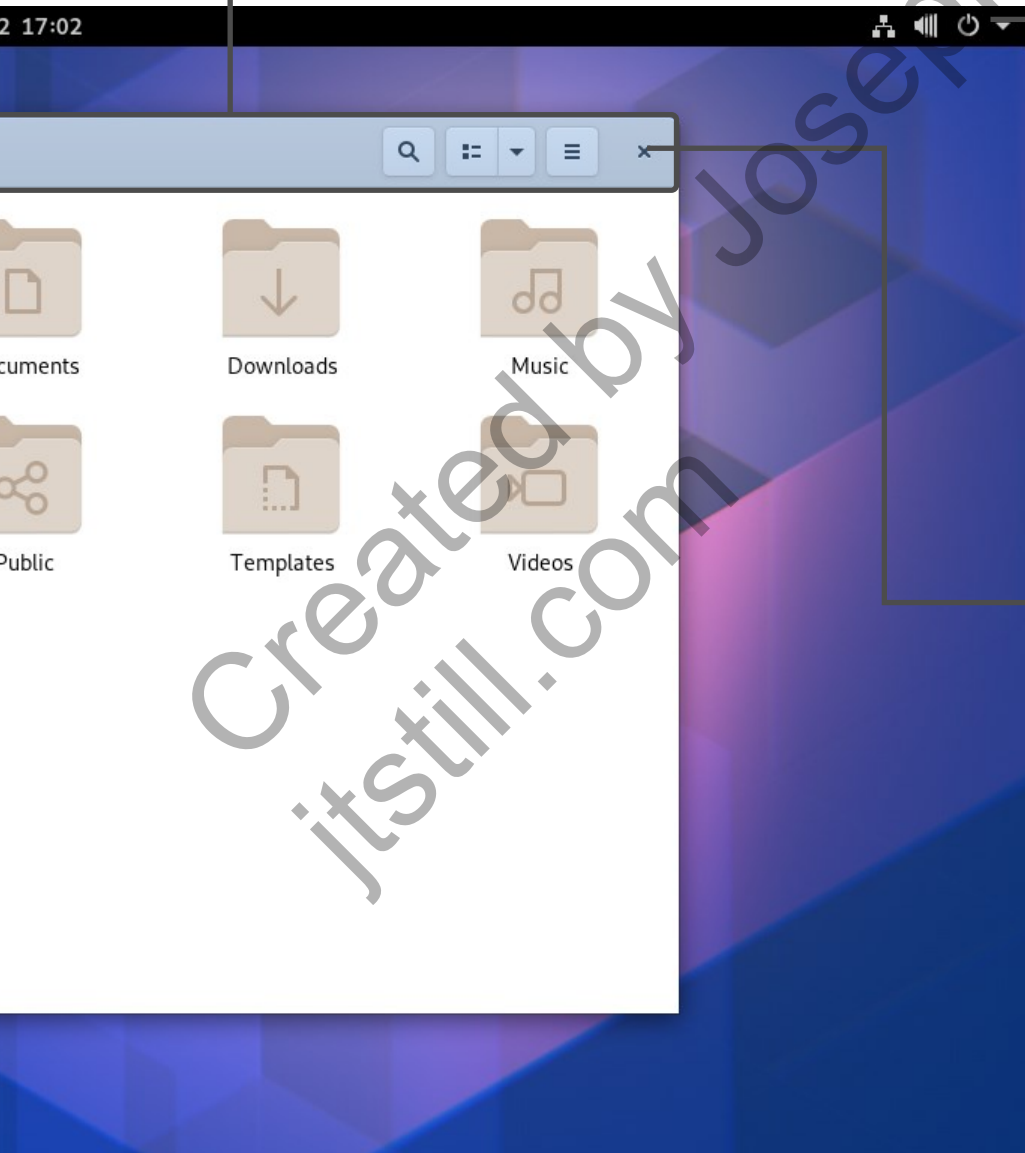 2 17:02
cuments
Downloads
Music
Public
Templates
Videos
Created by Josep
jtstill.com